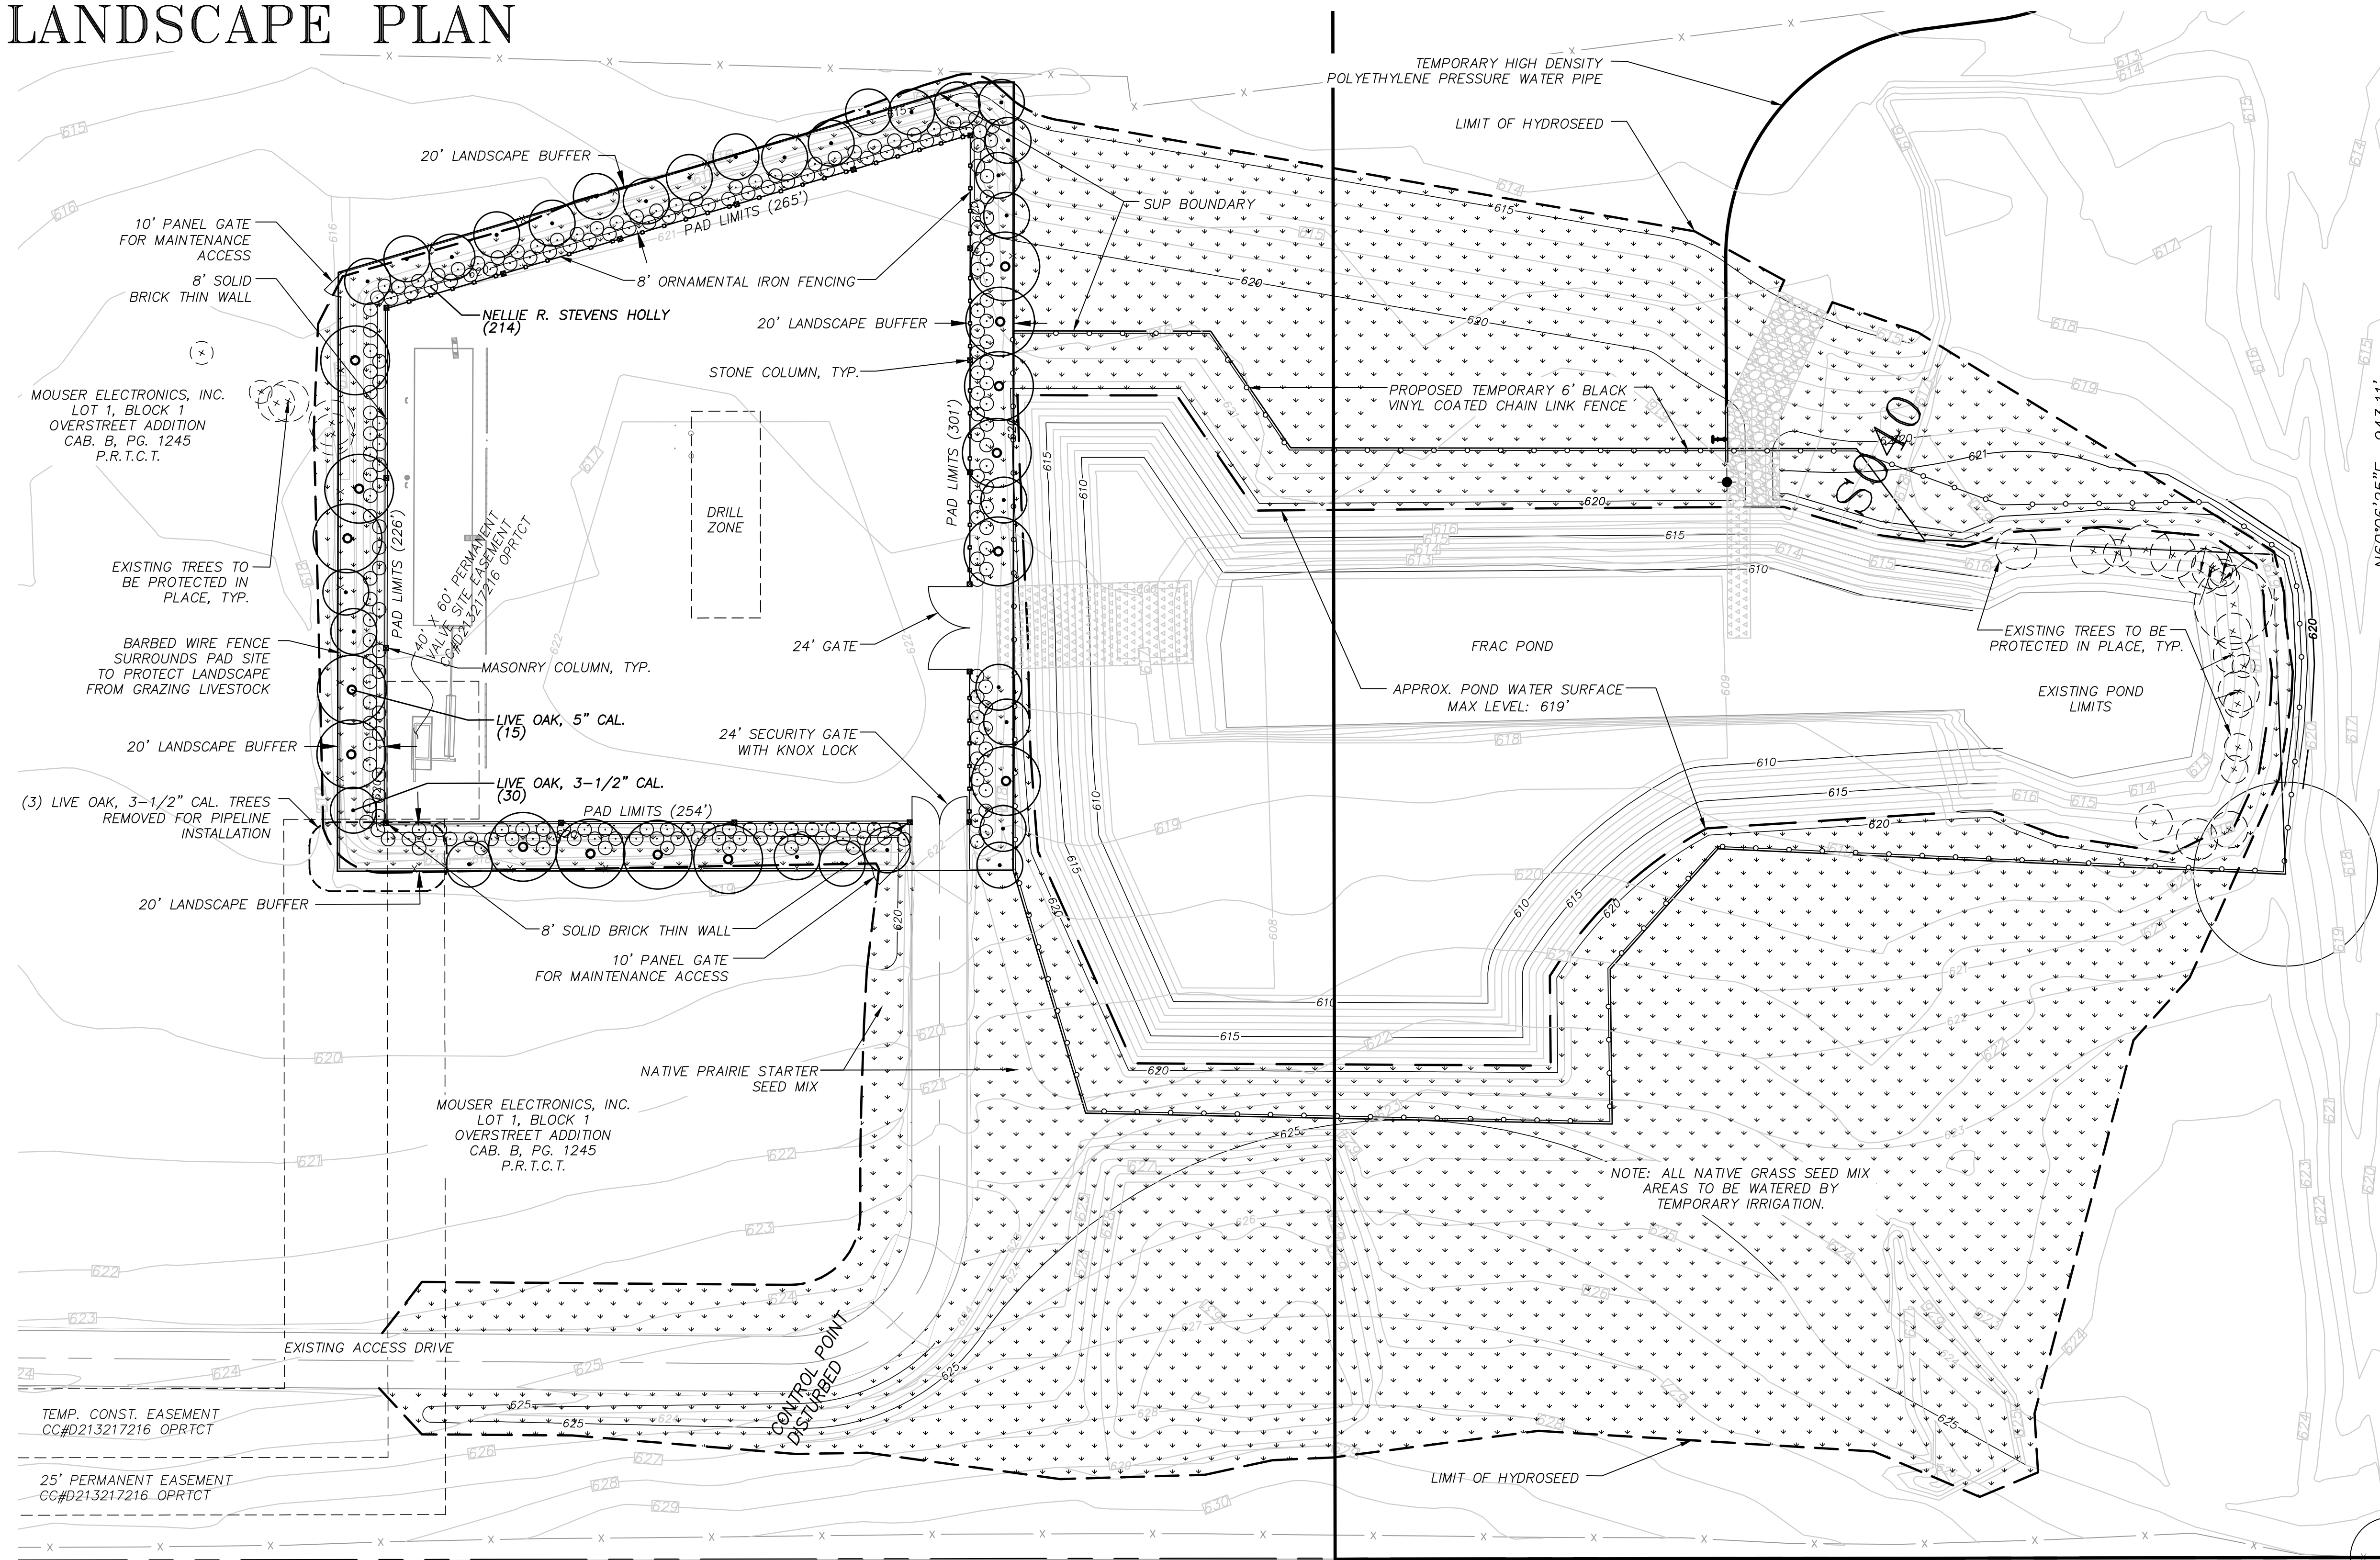 LANDSCAPE PLAN
TEMPORARY HIGH DENSITY
POLYETHYLENE PRESSURE WATER PIPE
LIMIT OF HYDROSEED
20' LANDSCAPE BUFFER
10' PANEL GATE
FOR MAINTENANCE
ACCESS
8' SOLID
BRICK THIN WALL
PAD LIMITS (265')
SUP BOUNDARY
8' ORNAMENTAL IRON FENCING
NELLIE R. STEVENS HOLLY
(214)
20' LANDSCAPE BUFFER
STONE COLUMN, TYP.
PROPOSED TEMPORARY 6' BLACK
VINYL COATED CHAIN LINK FENCE
MOUSER ELECTRONICS, INC.
LOT 1, BLOCK 1
OVERSTREET ADDITION
CAB. B, PG. 1245
P.R.T.C.T.
PAD LIMITS (301')
DRILL
ZONE
S040
EXISTING TREES TO
BE PROTECTED IN
PLACE, TYP.
PAD LIMITS (226')
40' X 60' PERMANENT
VALVE SITE EASEMENT
CC#D213217216 OPRTCT
BARBED WIRE FENCE
SURROUNDS PAD SITE
TO PROTECT LANDSCAPE
FROM GRAZING LIVESTOCK
MASONRY COLUMN, TYP.
24' GATE
FRAC POND
EXISTING TREES TO BE
PROTECTED IN PLACE, TYP.
APPROX. POND WATER SURFACE
MAX LEVEL: 619'
EXISTING POND
LIMITS
LIVE OAK, 5" CAL.
(15)
20' LANDSCAPE BUFFER
24' SECURITY GATE
WITH KNOX LOCK
LIVE OAK, 3-1/2" CAL.
(30)
(3) LIVE OAK, 3-1/2" CAL. TREES
REMOVED FOR PIPELINE
INSTALLATION
PAD LIMITS (254')
20' LANDSCAPE BUFFER
8' SOLID BRICK THIN WALL
10' PANEL GATE
FOR MAINTENANCE ACCESS
NATIVE PRAIRIE STARTER
SEED MIX
MOUSER ELECTRONICS, INC.
LOT 1, BLOCK 1
OVERSTREET ADDITION
CAB. B, PG. 1245
P.R.T.C.T.
NOTE: ALL NATIVE GRASS SEED MIX
AREAS TO BE WATERED BY
TEMPORARY IRRIGATION.
EXISTING ACCESS DRIVE
CONTROL POINT
DISTURBED
TEMP. CONST. EASEMENT
CC#D213217216 OPRTCT
25' PERMANENT EASEMENT
CC#D213217216 OPRTCT
LIMIT OF HYDROSEED